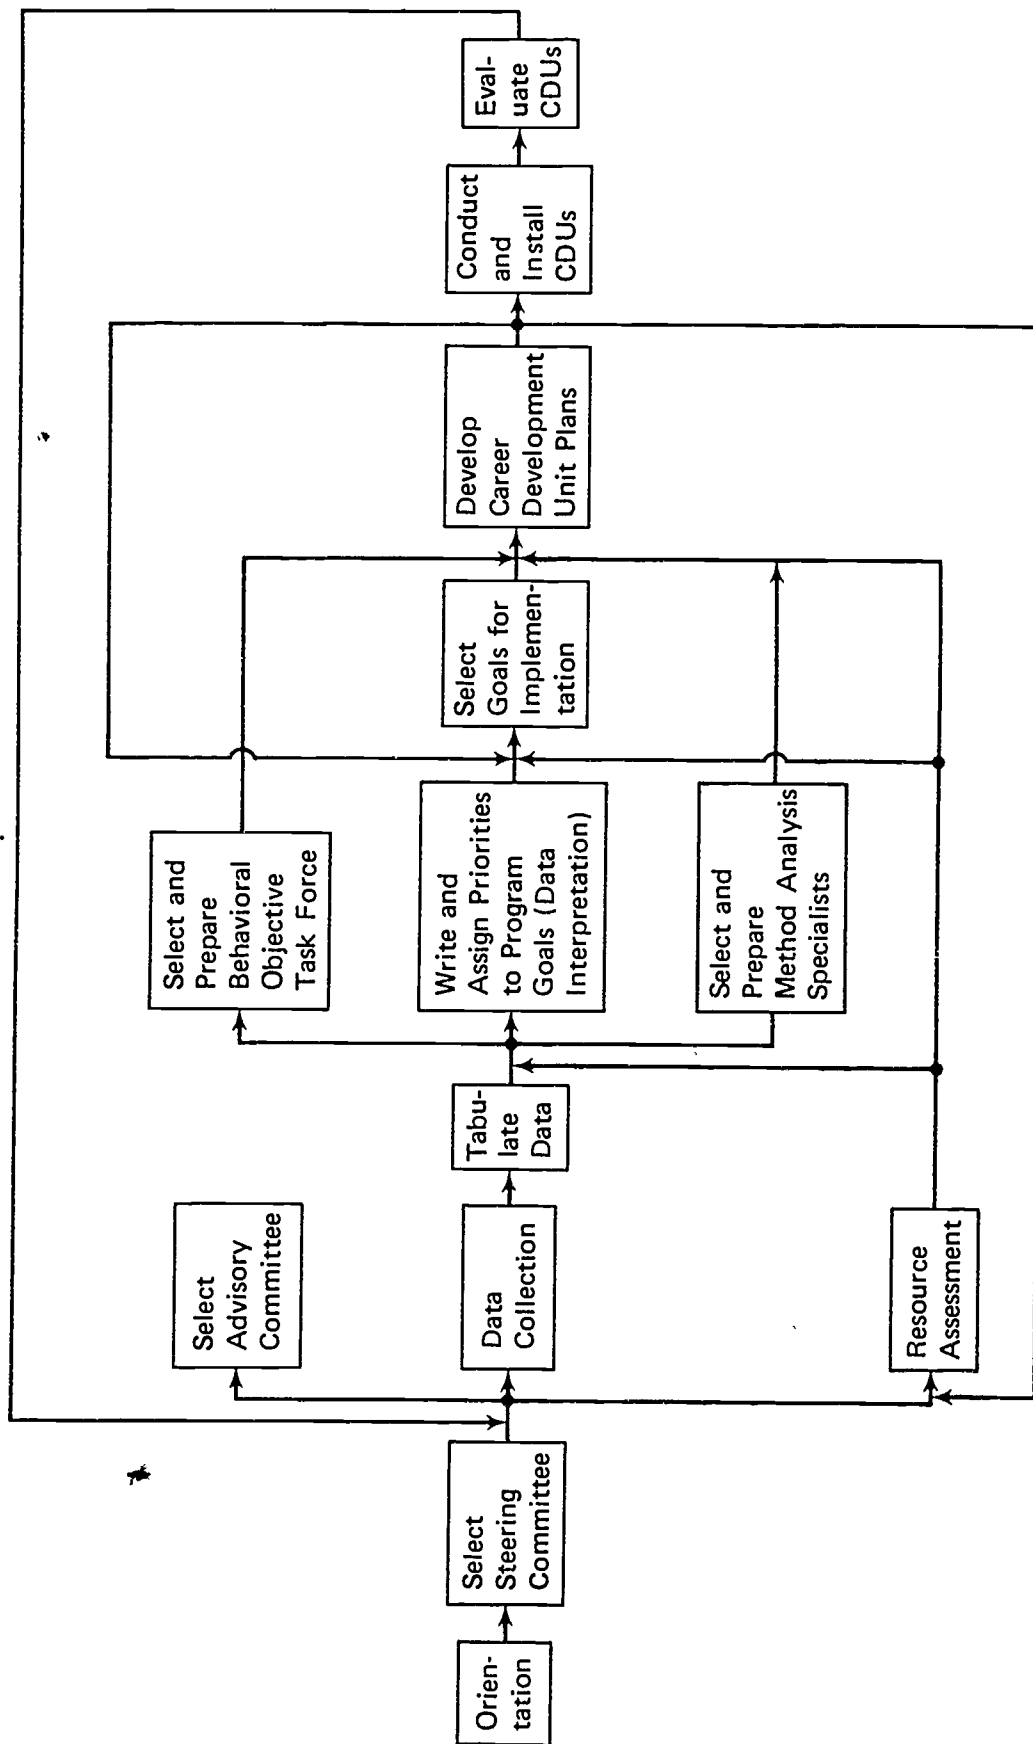 Orien-
tation
Select
Steering
Committee
Select
Advisory
Committee
Data
Collection
Resource
Assessment
Tabu-
late
Data
Select and
Prepare
Behavioral
Objective
Task Force
Write and
Assign Priorities
to Program
Goals (Data
Interpretation)
Select and
Prepare
Method Analysis
Specialists
Select
Goals for
Implemen-
tation
Develop
Career
Development
Unit Plans
Conduct
and
Install
CDUs
Eval-
uate
CDUs